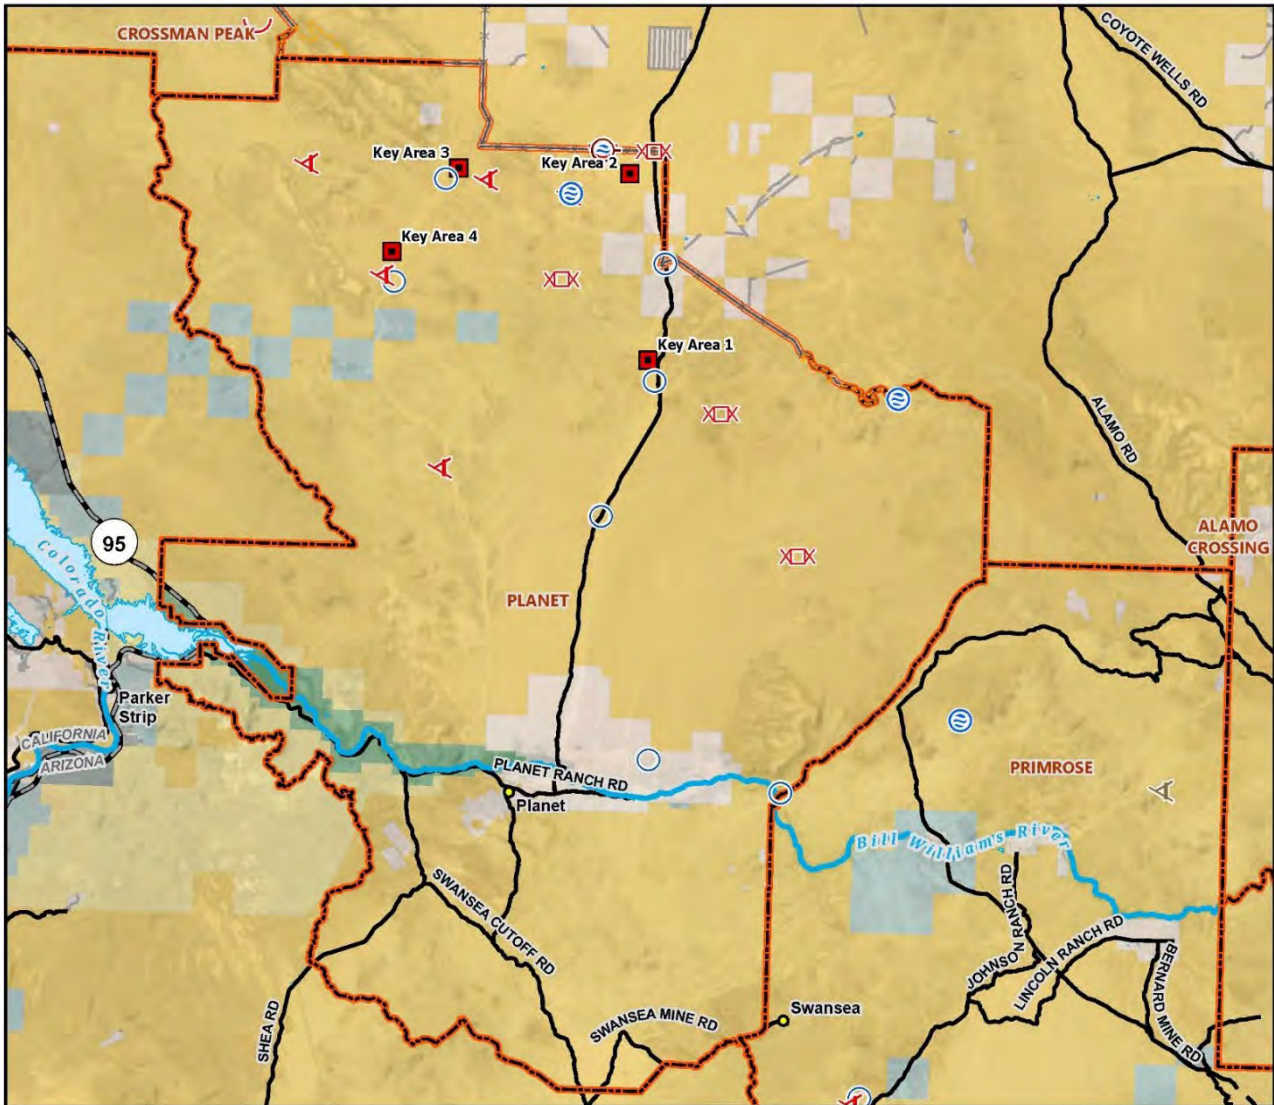 CROSSMAN PEAK
COYOTE WELLS RD
Key Area 3
Key Area 2
Key Area 4
Key Area 1
ALAMO RD
ALAMO
CROSSING
95
Colorado River
PLANET
Parker
Strip
CALIFORNIA
ARIZONA
PLANET RANCH RD
Planet
PRIMROSE
Bill Williams River
SWANSEA CUTOFF RD
JOHNSON RANCH RD
LINCOLN RANCH RD
BERNARD MINE RD
Swansea
SWANSEA MINE RD
SHEA RD